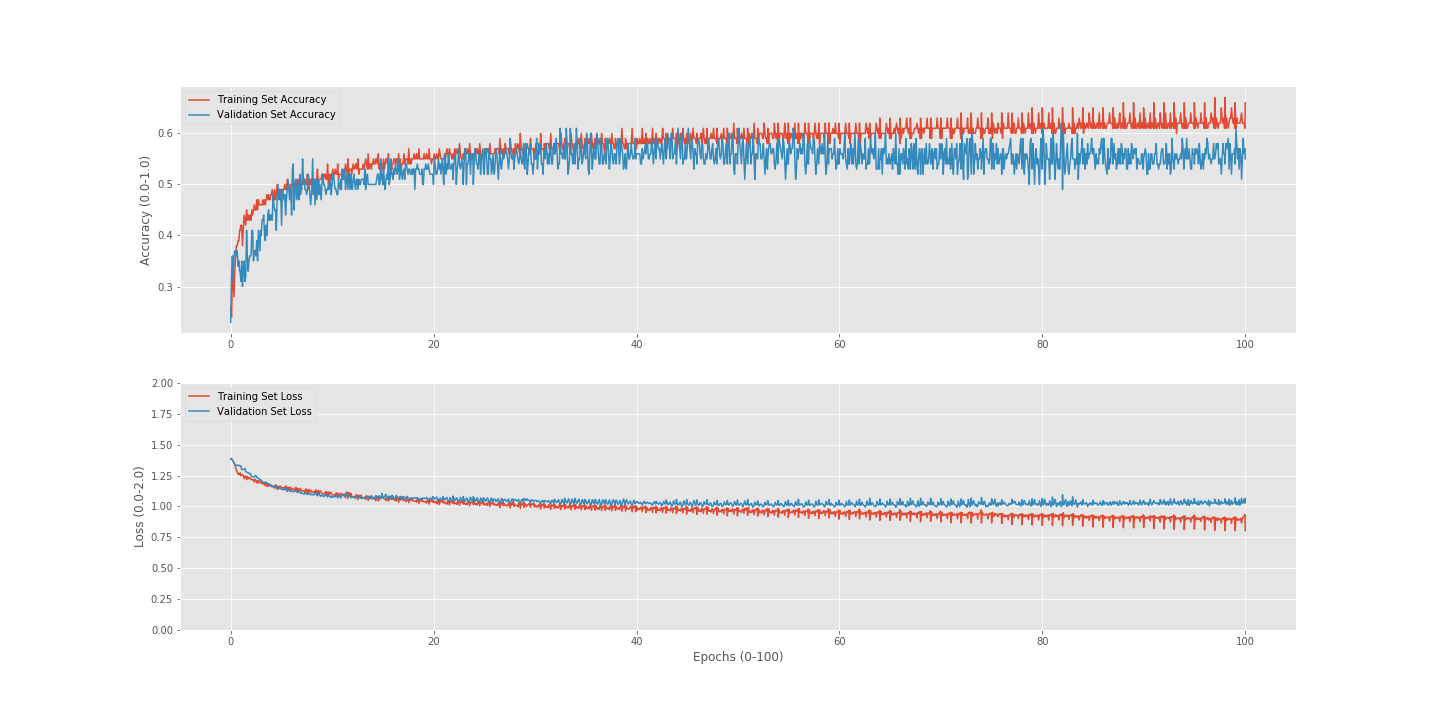 Training Set Accuracy
Validation Set Accuracy
Accuracy (0.0-1.0)
0.6
0.5
0.4
0.3
0 20 40 60 80 100
Training Set Loss
Validation Set Loss
Loss (0.0-2.0)
2.00
1.75
1.50
1.25
1.00
0.75
0.50
0.25
0.00
0 20 40 60 80 100
Epochs (0-100)